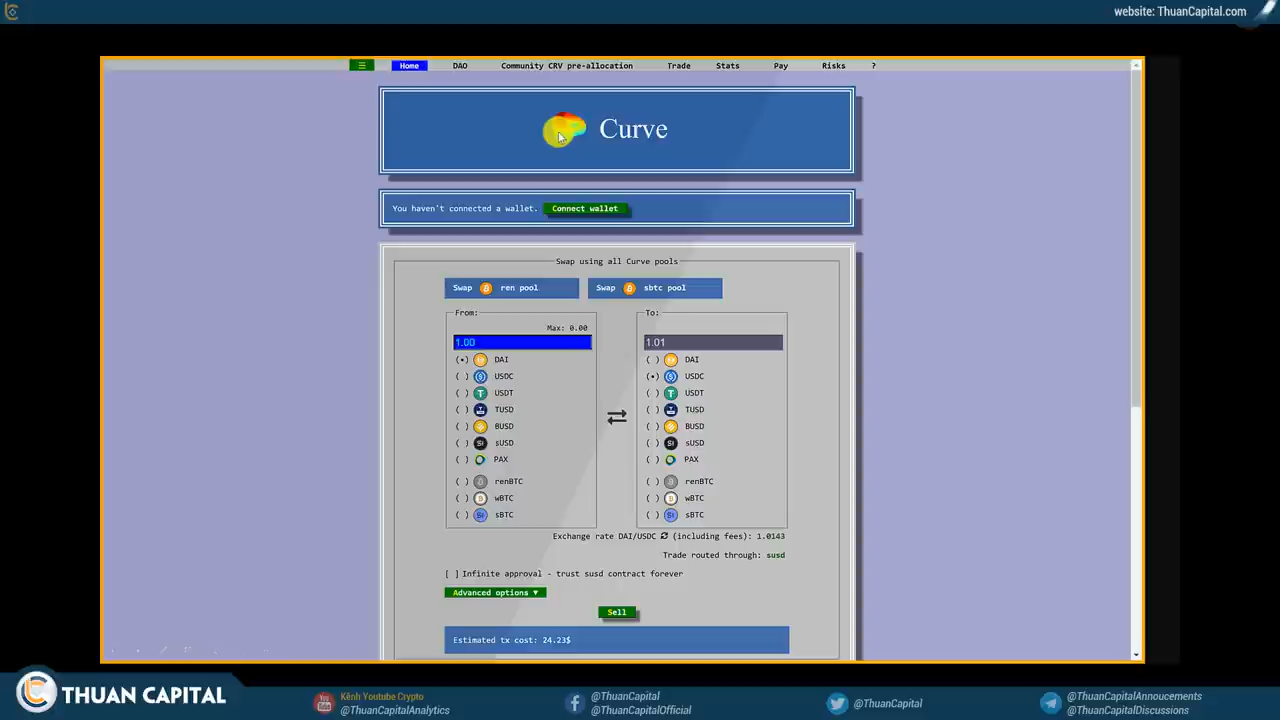 website: ThuanCapital.com
Home DAO Community CRV pre-allocation Trade Stats Pay Risks ?
Curve
You haven't connected a wallet. Connect wallet
Swap using all Curve pools
Swap ren pool Swap sbtc pool
From: To:
Max: 0.00
1.00 1.01
( ) DAI ( ) DAI
( ) USDC (•) USDC
( ) USDT ( ) USDT
( ) TUSD ( ) TUSD
( ) BUSD ( ) BUSD
( ) sUSD ( ) sUSD
( ) PAX ( ) PAX
( ) renBTC ( ) renBTC
( ) wBTC ( ) wBTC
( ) sBTC ( ) sBTC
Exchange rate DAI/USDC (including fees): 1.0143
Trade routed through: susd
[ ] Infinite approval - trust susd contract forever
Advanced options ▼
Sell
Estimated tx cost: 24.23$
THUAN CAPITAL
Kênh Youtube Crypto
@ThuanCapitalAnalytics
@ThuanCapital
@ThuanCapitalOfficial
@ThuanCapital
@ThuanCapitalAnnoucements
@ThuanCapitalDiscussions